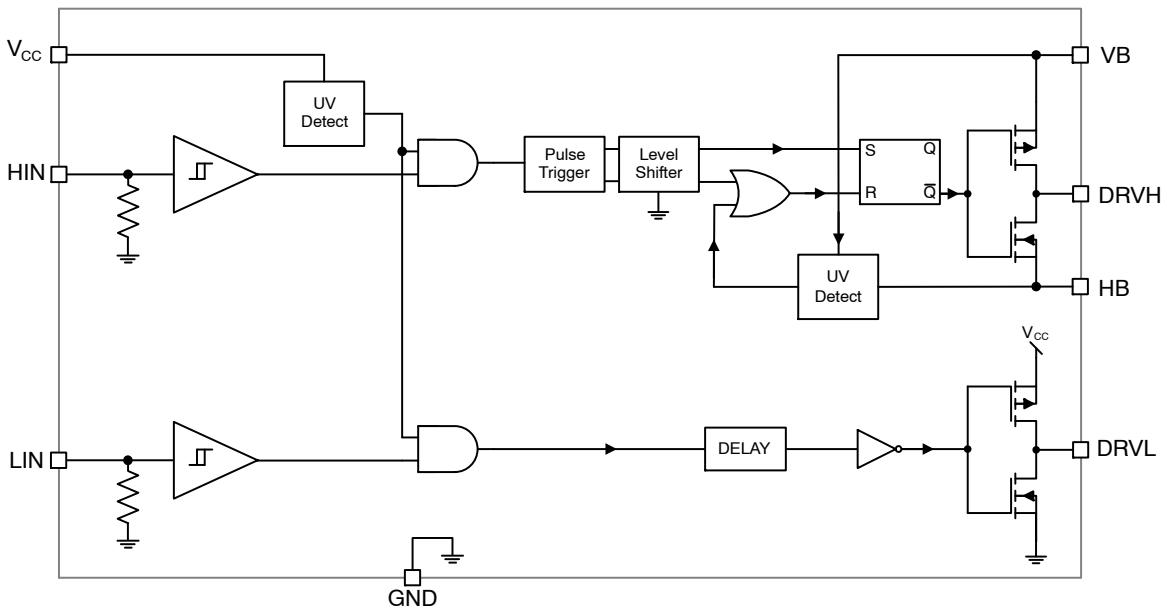 VCC
VB
UV
Detect
HIN
Pulse
Trigger
Level
Shifter
S
Q
R
Q̅
DRVH
UV
Detect
HB
VCC
LIN
DELAY
DRVL
GND